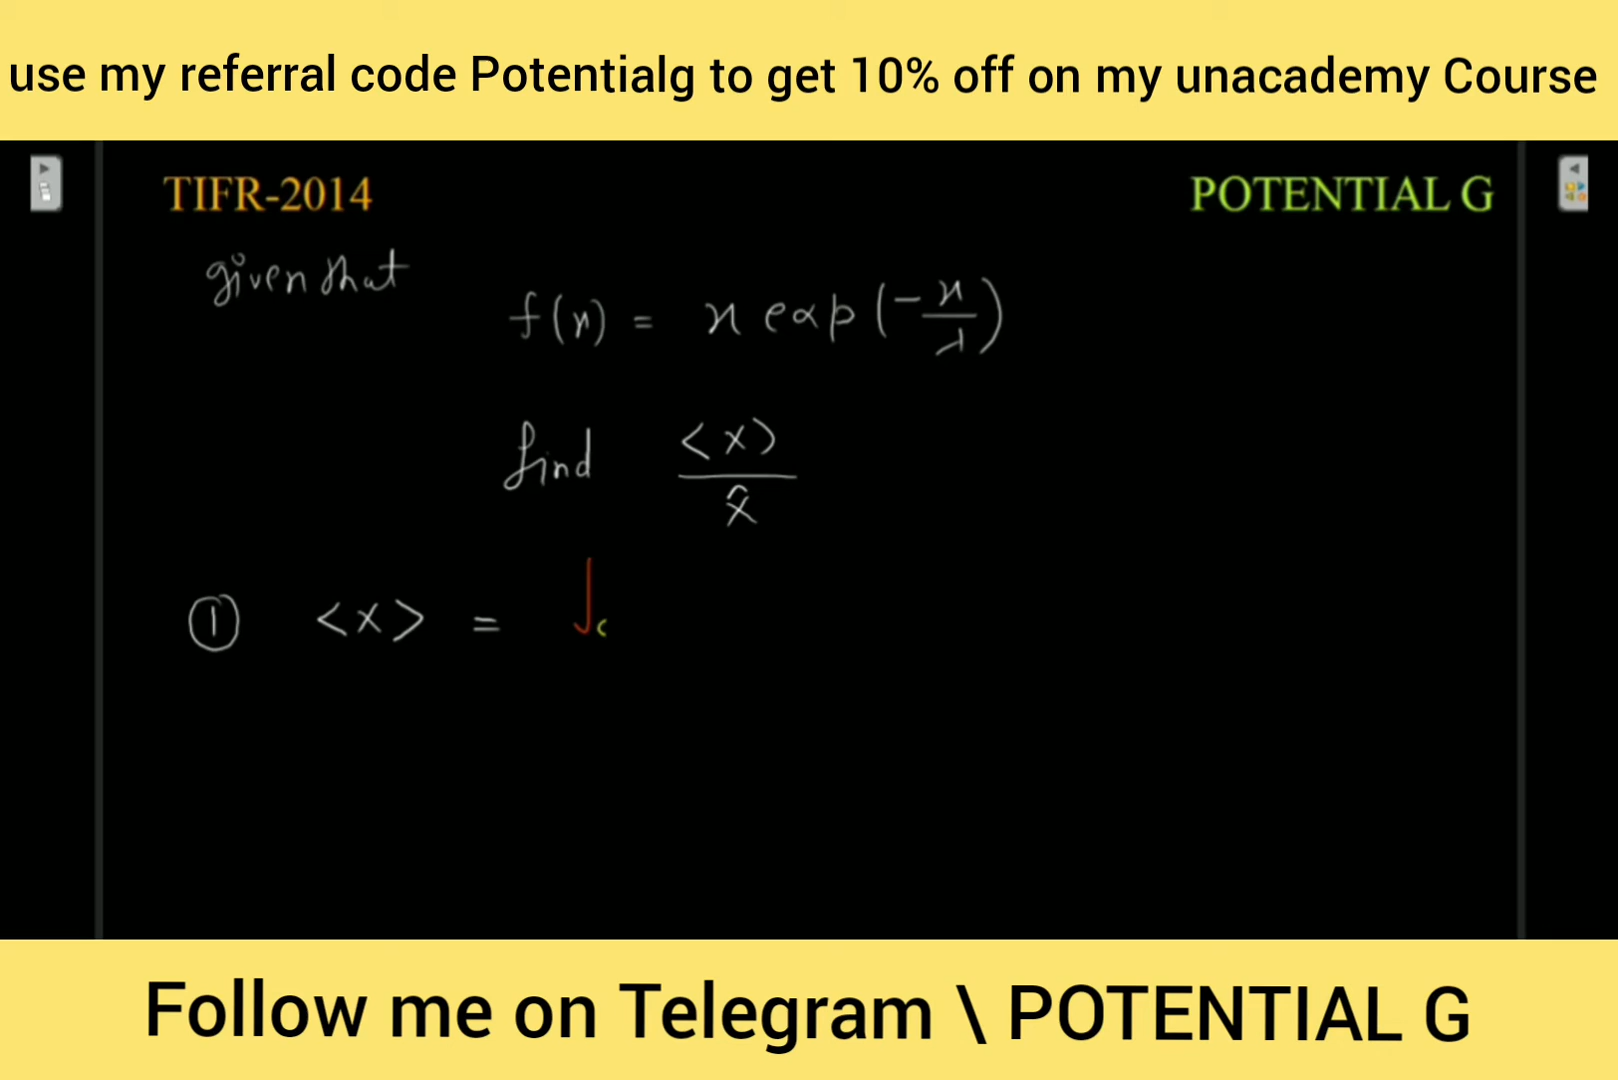 use my referral code Potentialg to get 10% off on my unacademy Course
TIFR-2014
POTENTIAL G
given that
f(x) = x exp(-x/λ)
find <x>/x̂
① <x> = ∫₀
Follow me on Telegram \ POTENTIAL G